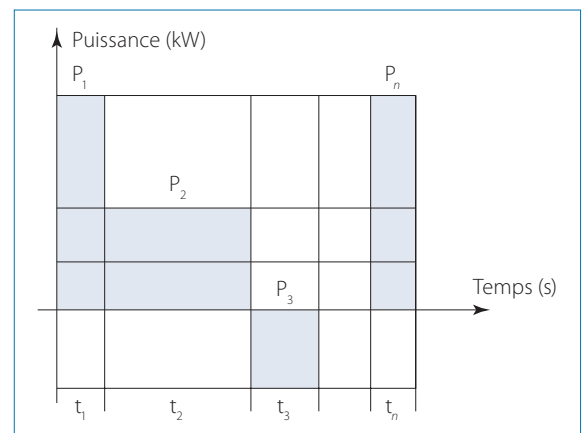 Puissance (kW)
P₁ Pₙ
P₂
P₃ Temps (s)
t₁ t₂ t₃ tₙ